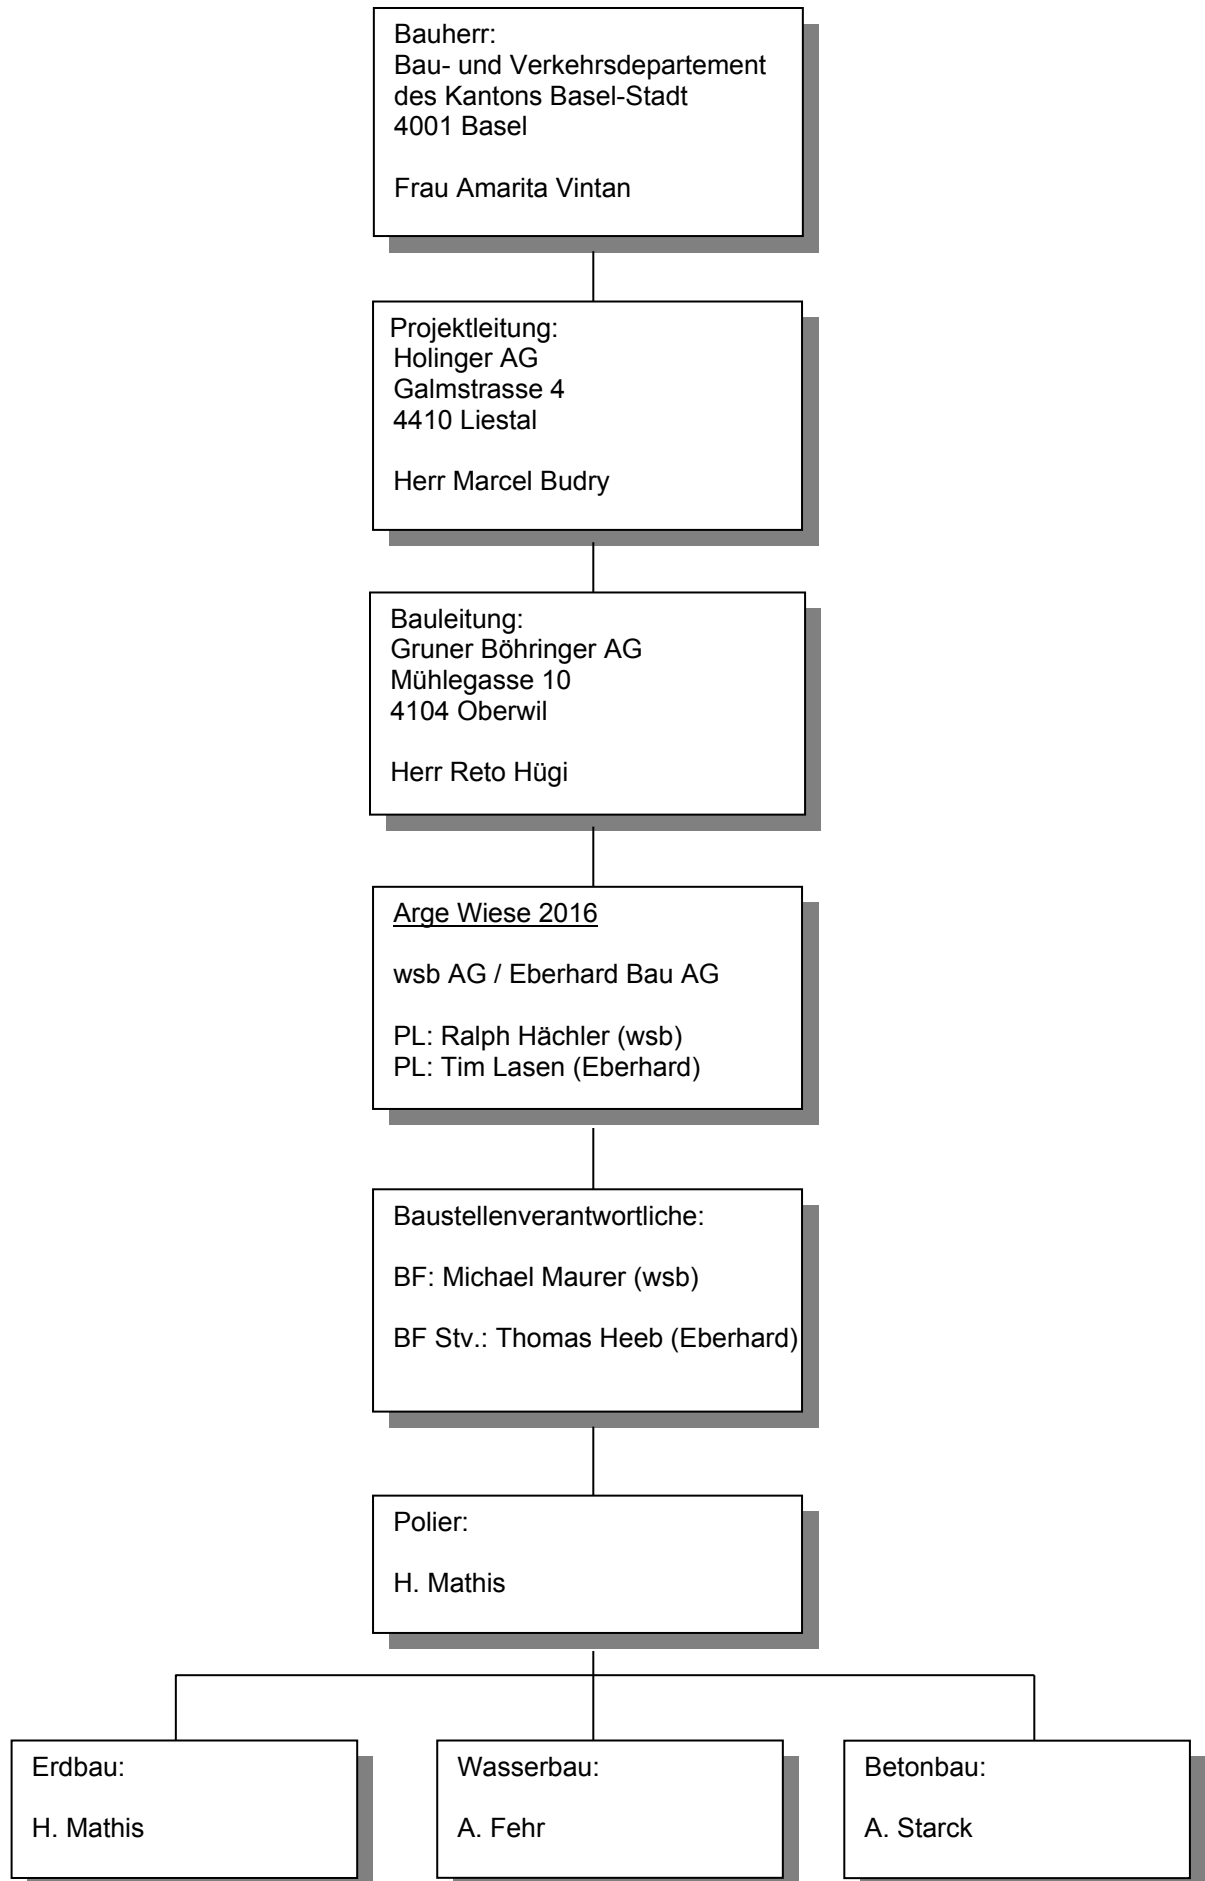 Bauherr:
Bau- und Verkehrsdepartement
des Kantons Basel-Stadt
4001 Basel
Frau Amarita Vintan
Projektleitung:
Holinger AG
Galmstrasse 4
4410 Liestal
Herr Marcel Budry
Bauleitung:
Gruner Böhringer AG
Mühlegasse 10
4104 Oberwil
Herr Reto Hügi
Arge Wiese 2016
wsb AG / Eberhard Bau AG
PL: Ralph Hächler (wsb)
PL: Tim Lasen (Eberhard)
Baustellenverantwortliche:
BF: Michael Maurer (wsb)
BF Stv.: Thomas Heeb (Eberhard)
Polier:
H. Mathis
Erdbau:
H. Mathis
Wasserbau:
A. Fehr
Betonbau:
A. Starck